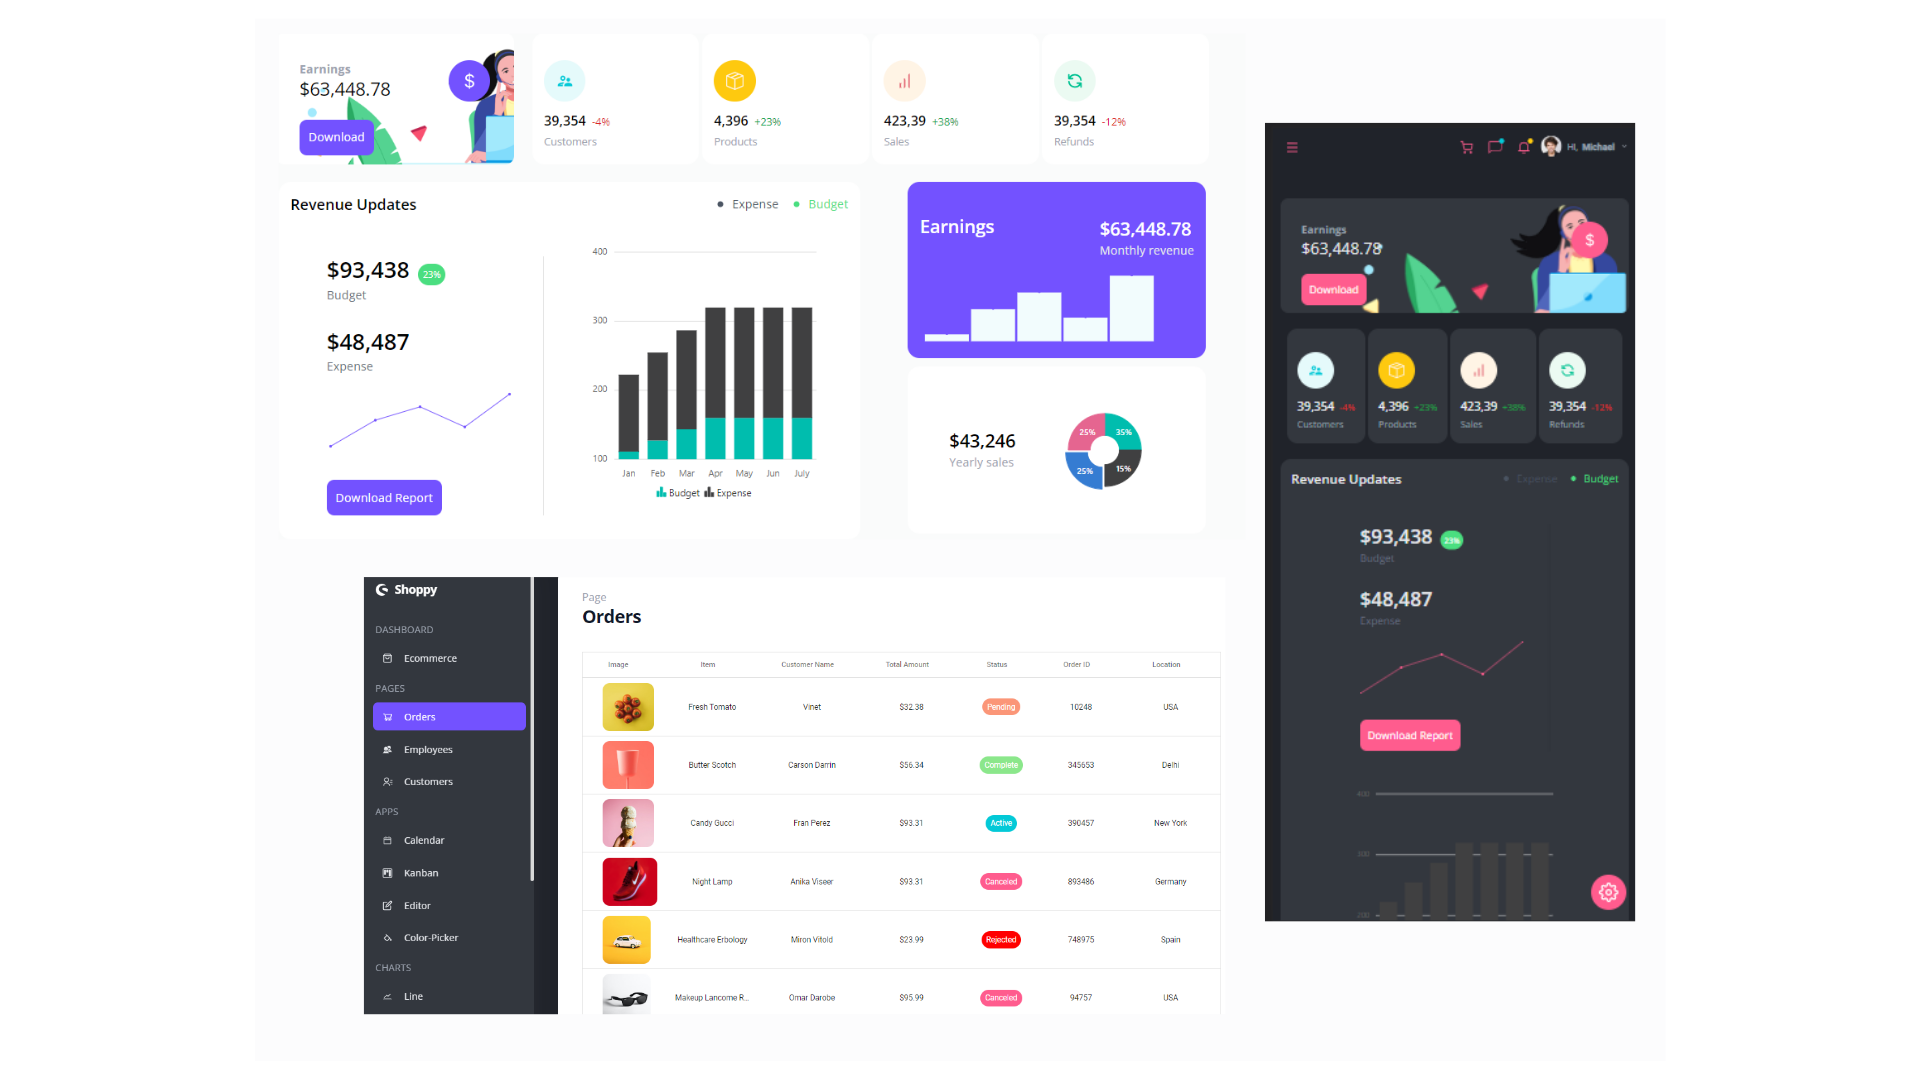 Earnings
$63,448.78
$
Download
39,354 -4%
Customers
4,396 +23%
Products
423,39 +38%
Sales
39,354 -12%
Refunds
Revenue Updates
Expense
Budget
$93,438 23%
Budget
$48,487
Expense
Download Report
400
300
200
100
Jan Feb Mar Apr May Jun July
Budget Expense
Earnings
$63,448.78
Monthly revenue
$43,246
Yearly sales
25% 35%
25% 15%
Shoppy
DASHBOARD
Ecommerce
PAGES
Orders
Employees
Customers
APPS
Calendar
Kanban
Editor
Color-Picker
CHARTS
Line
Page
Orders
Image Item Customer Name Total Amount Status Order ID Location
Fresh Tomato Vinet $32.38 Pending 10248 USA
Butter Scotch Carson Darrin $56.34 Complete 345653 Delhi
Candy Gucci Fran Perez $93.31 Active 390457 New York
Night Lamp Anika Viseer $93.31 Canceled 893486 Germany
Healthcare Erbology Miron Vitold $23.99 Rejected 748975 Spain
Makeup Lancome R... Omar Darobe $95.99 Canceled 94757 USA
Hi, Michael
Earnings
$63,448.78
$
Download
39,354 -4%
Customers
4,396 +23%
Products
423,39 +38%
Sales
39,354 -12%
Refunds
Revenue Updates
Expense
Budget
$93,438 23%
Budget
$48,487
Expense
Download Report
400
300
200